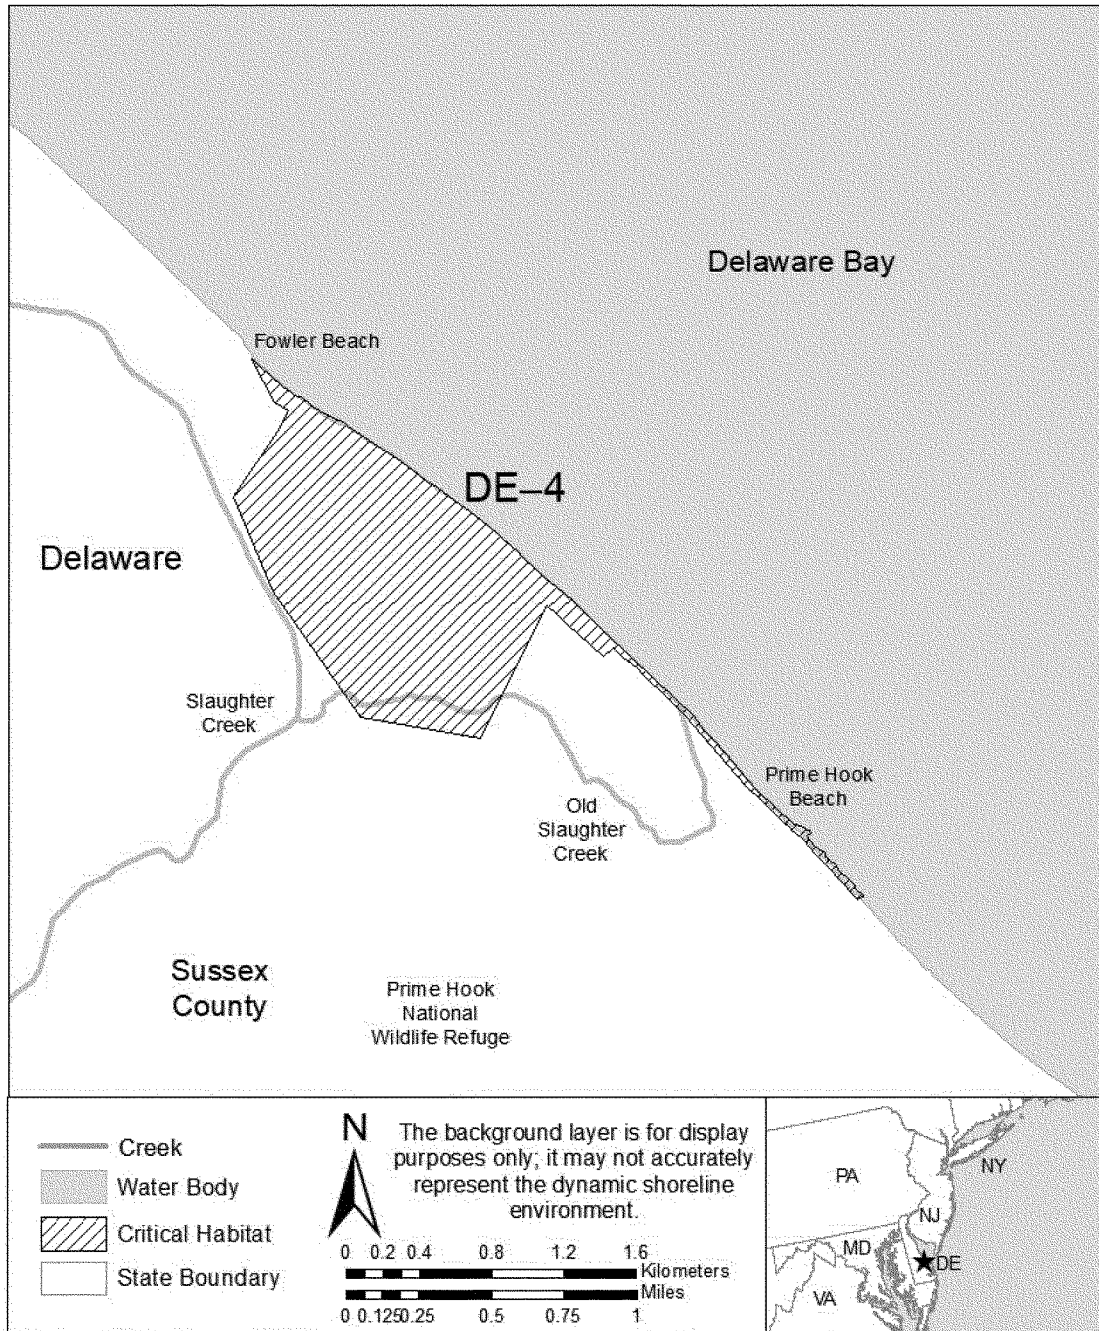 Delaware Bay
Fowler Beach
DE–4
Delaware
Slaughter
Creek
Prime Hook
Beach
Old
Slaughter
Creek
Sussex
County
Prime Hook
National
Wildlife Refuge
Creek
Water Body
Critical Habitat
State Boundary
N
The background layer is for display
purposes only; it may not accurately
represent the dynamic shoreline
environment.
0 0.2 0.4 0.8 1.2 1.6
Kilometers
Miles
0 0.125 0.25 0.5 0.75 1
PA
NY
NJ
MD
DE
VA